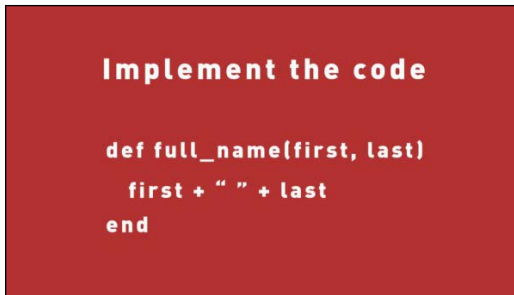 Implement the code
def full_name(first, last)
first + “ ” + last
end